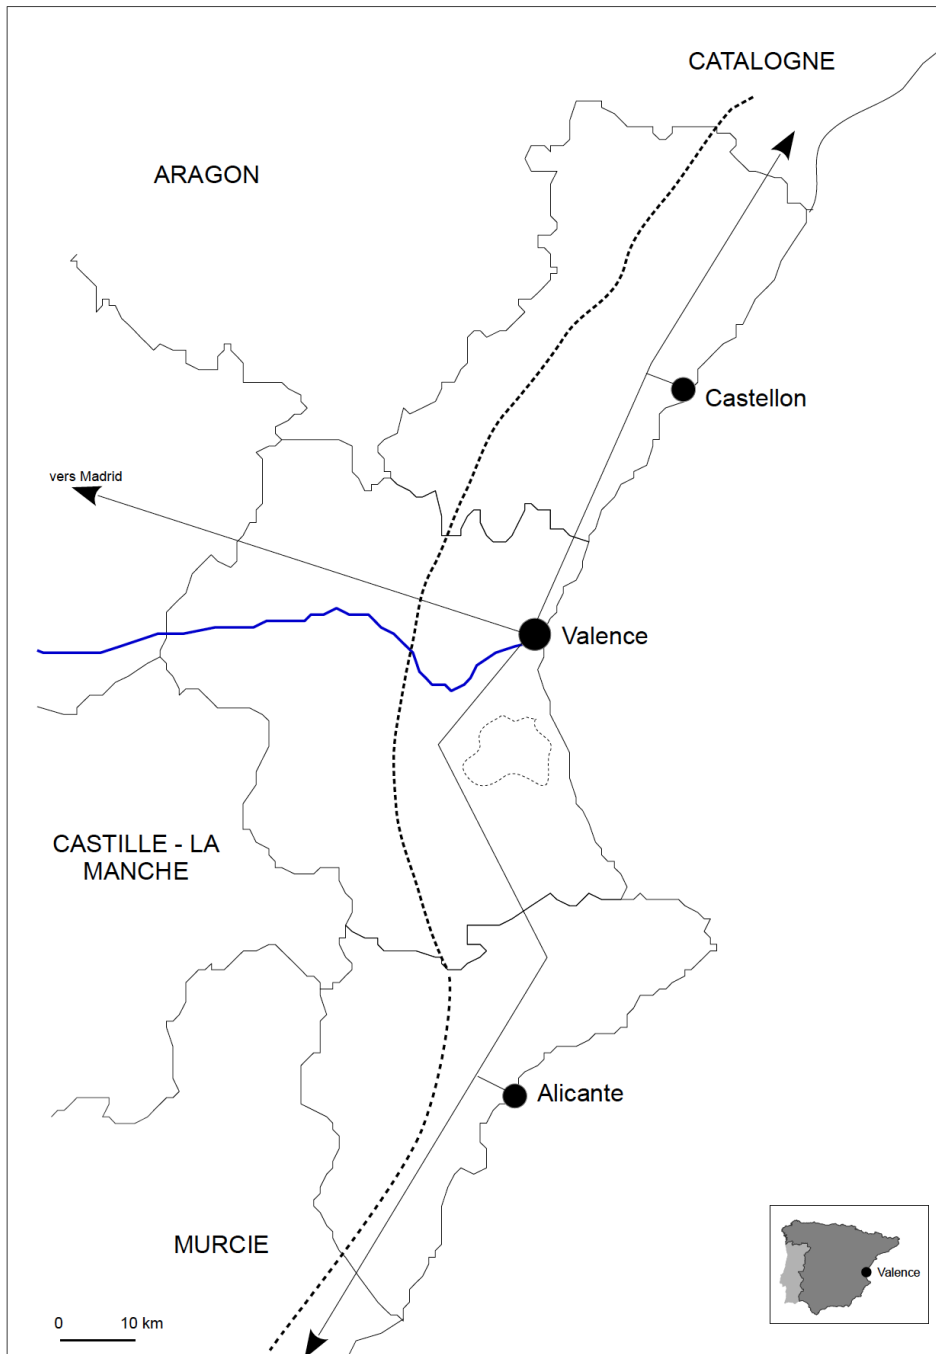 CATALOGNE
ARAGON
Castellon
vers Madrid
Valence
CASTILLE - LA
MANCHE
Alicante
MURCIE
Valence
0 10 km